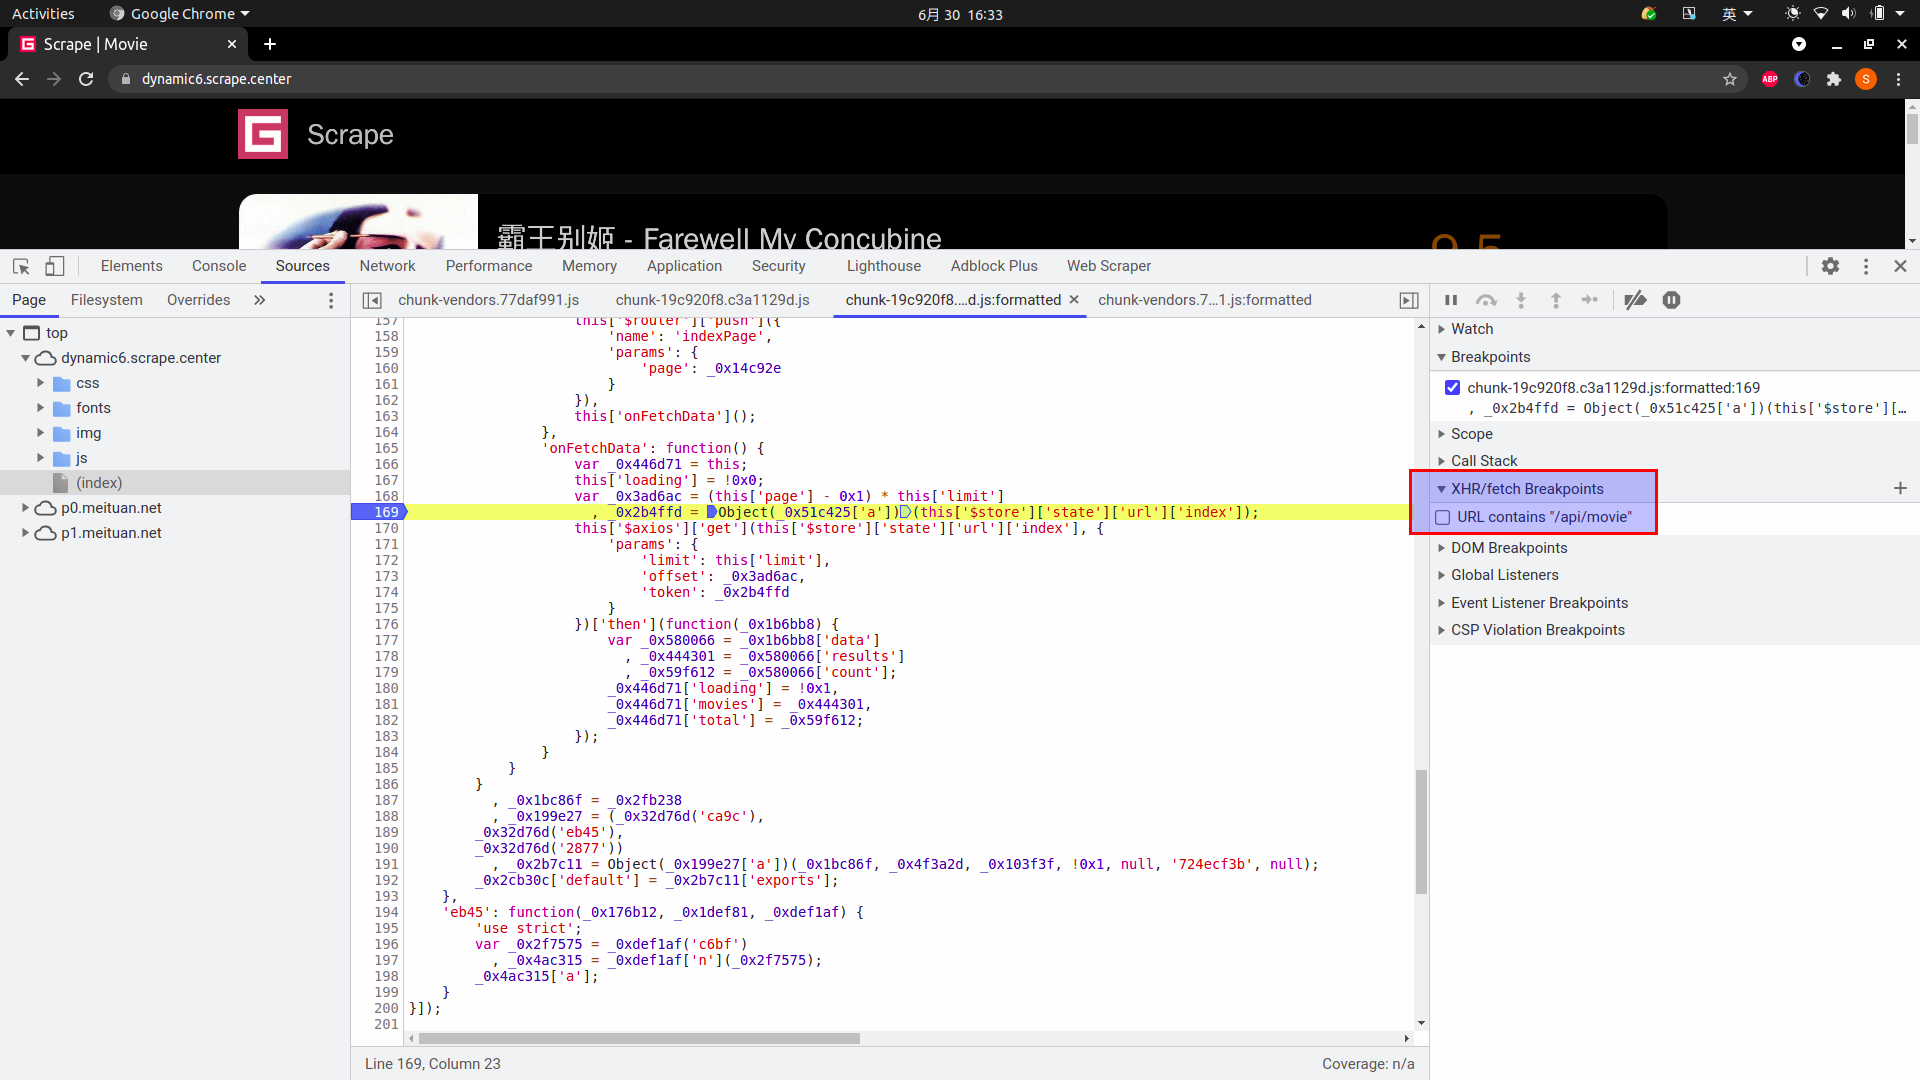 Activities Google Chrome 6月 30 16:33 英
Scrape | Movie
dynamic6.scrape.center ABP S
Scrape
霸王别姬 - Farewell My Concubine 9.5
Elements Console Sources Network Performance Memory Application Security Lighthouse Adblock Plus Web Scraper
Page Filesystem Overrides
top
dynamic6.scrape.center
css
fonts
img
js
(index)
p0.meituan.net
p1.meituan.net
chunk-vendors.77daf991.js chunk-19c920f8.c3a1129d.js chunk-19c920f8.…d.js:formatted chunk-vendors.7…1.js:formatted
157 this['$router']['push']({
158 'name': 'indexPage',
159 'params': {
160 'page': _0x14c92e
161 }
162 }),
163 this['onFetchData']();
164 },
165 'onFetchData': function() {
166 var _0x446d71 = this;
167 this['loading'] = !0x0;
168 var _0x3ad6ac = (this['page'] - 0x1) * this['limit']
169 , _0x2b4ffd = Object(_0x51c425['a'])(this['$store']['state']['url']['index']);
170 this['$axios']['get'](this['$store']['state']['url']['index'], {
171 'params': {
172 'limit': this['limit'],
173 'offset': _0x3ad6ac,
174 'token': _0x2b4ffd
175 }
176 })['then'](function(_0x1b6bb8) {
177 var _0x580066 = _0x1b6bb8['data']
178 , _0x444301 = _0x580066['results']
179 , _0x59f612 = _0x580066['count'];
180 _0x446d71['loading'] = !0x1,
181 _0x446d71['movies'] = _0x444301,
182 _0x446d71['total'] = _0x59f612;
183 });
184 }
185 }
186 }
187 , _0x1bc86f = _0x2fb238
188 , _0x199e27 = (_0x32d76d('ca9c'),
189 _0x32d76d('eb45'),
190 _0x32d76d('2877'))
191 , _0x2b7c11 = Object(_0x199e27['a'])(_0x1bc86f, _0x4f3a2d, _0x103f3f, !0x1, null, '724ecf3b', null);
192 _0x2cb30c['default'] = _0x2b7c11['exports'];
193 },
194 'eb45': function(_0x176b12, _0x1def81, _0xdef1af) {
195 'use strict';
196 var _0x2f7575 = _0xdef1af('c6bf')
197 , _0x4ac315 = _0xdef1af['n'](_0x2f7575);
198 _0x4ac315['a'];
199 }
200 }]);
201
Line 169, Column 23 Coverage: n/a
Watch
Breakpoints
chunk-19c920f8.c3a1129d.js:formatted:169
, _0x2b4ffd = Object(_0x51c425['a'])(this['$store'][…
Scope
Call Stack
XHR/fetch Breakpoints
URL contains "/api/movie"
DOM Breakpoints
Global Listeners
Event Listener Breakpoints
CSP Violation Breakpoints